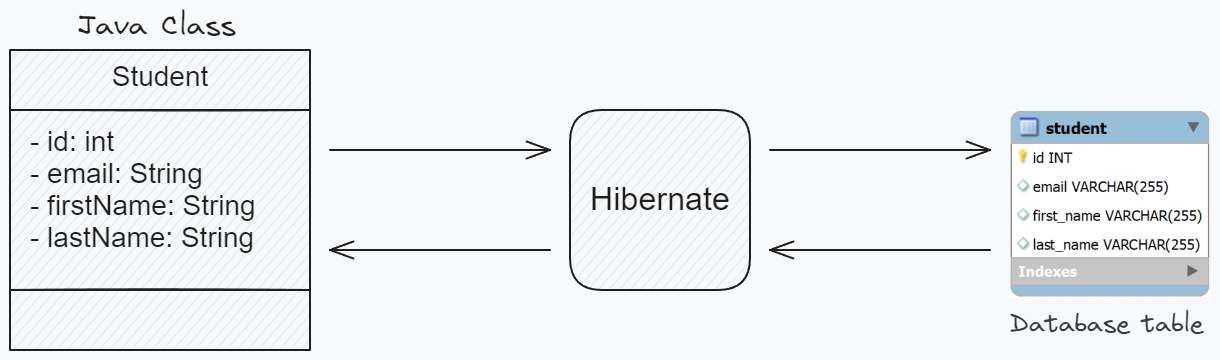 Java Class
Student
- id: int
- email: String
- firstName: String
- lastName: String
Hibernate
student
id INT
email VARCHAR(255)
first_name VARCHAR(255)
last_name VARCHAR(255)
Indexes
Database table